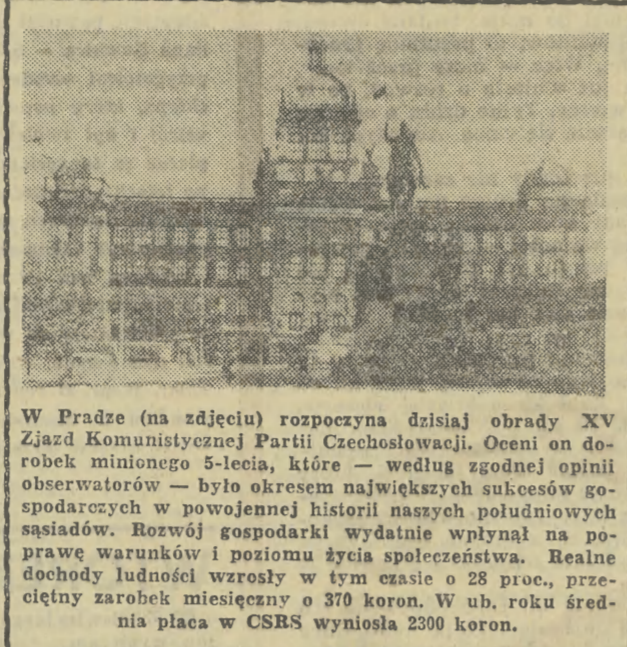 W Pradze (na zdjęciu) rozpoczyna dzisiaj obrady XV
Zjazd Komunistycznej Partii Czechosłowacji. Oceni on do-
robek minionego 5-lecia, które — według zgodnej opinii
obserwatorów — było okresem największych sukcesów go-
spodarczych w powojennej historii naszych południowych
sąsiadów. Rozwój gospodarki wydatnie wpłynął na po-
prawę warunków i poziomu życia społeczeństwa. Realne
dochody ludności wzrosły w tym czasie o 28 proc., prze-
ciętny zarobek miesięczny o 370 koron. W ub. roku śred-
nia płaca w CSRS wyniosła 2300 koron.